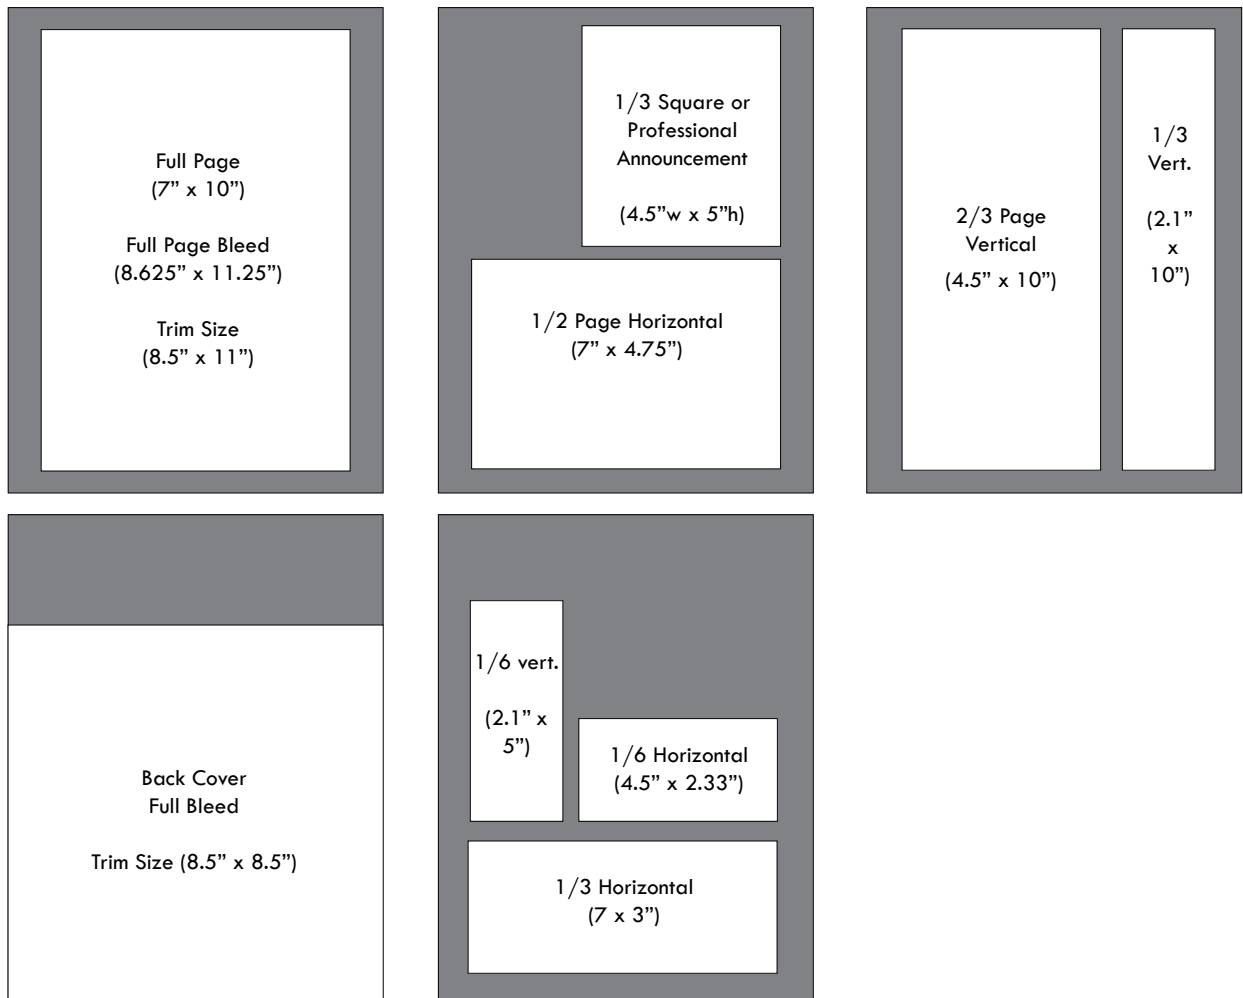 Full Page
(7” x 10”)
Full Page Bleed
(8.625” x 11.25”)
Trim Size
(8.5” x 11”)
1/3 Square or
Professional
Announcement
(4.5”w x 5”h)
1/2 Page Horizontal
(7” x 4.75”)
2/3 Page
Vertical
(4.5” x 10”)
1/3
Vert.
(2.1”
x
10”)
Back Cover
Full Bleed
Trim Size (8.5” x 8.5”)
1/6 vert.
(2.1” x
5”)
1/6 Horizontal
(4.5” x 2.33”)
1/3 Horizontal
(7 x 3”)